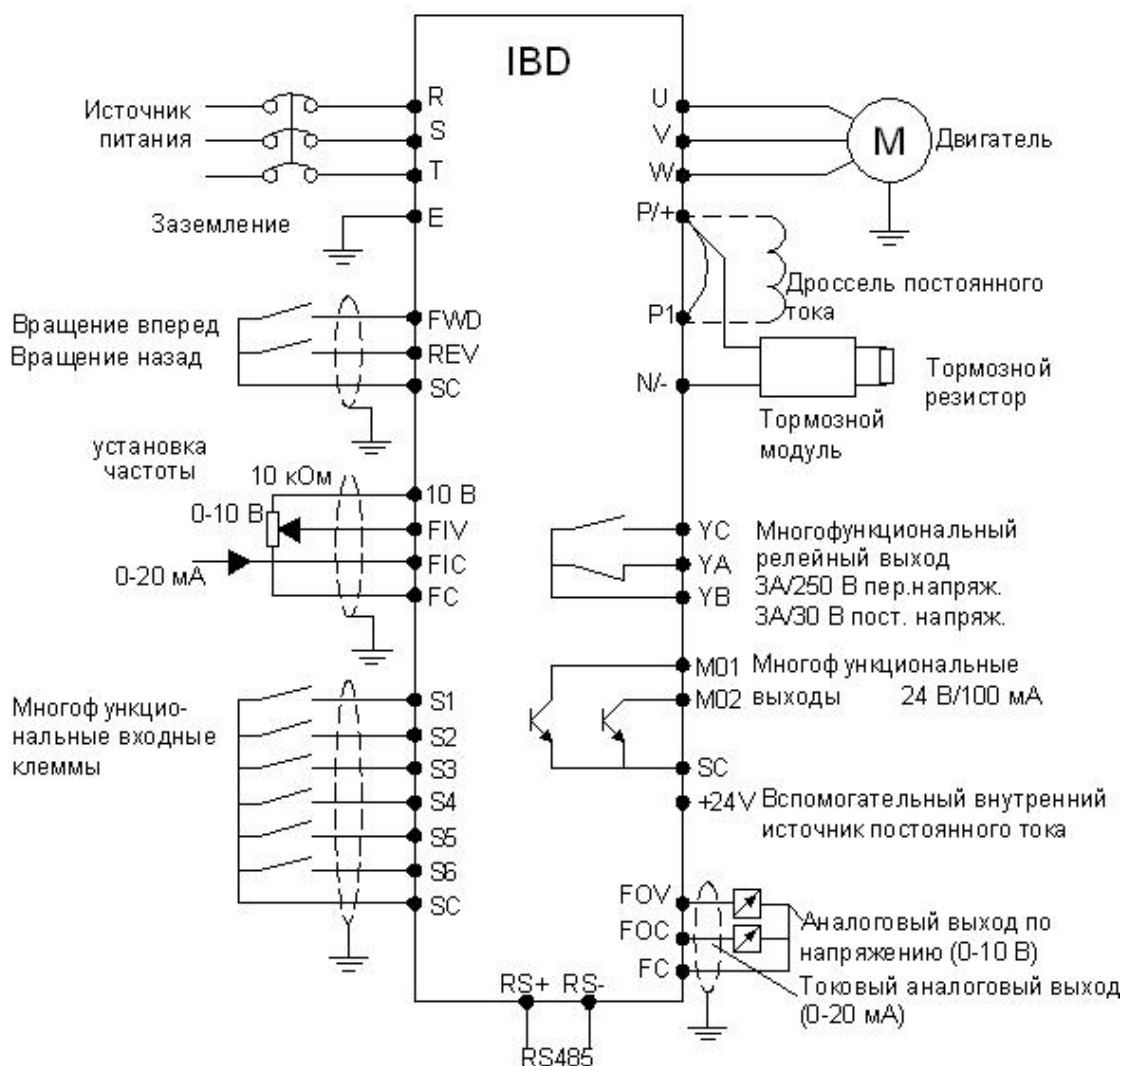 IBD
Источник
питания
R
S
T
Заземление
E
Вращение вперед
Вращение назад
FWD
REV
SC
установка
частоты
10 кОм
0-10 В
0-20 мА
10 В
FIV
FIC
FC
Многофункцио-
нальные входные
клеммы
S1
S2
S3
S4
S5
S6
SC
U
V
W
M
Двигатель
P/+
Дроссель постоянного
тока
P1
N/-
Тормозной
резистор
Тормозной
модуль
YC
YA
YB
Многофункциональный
релейный выход
3А/250 В пер.напряж.
3А/30 В пост. напряж.
M01
M02
Многофункциональные
выходы 24 В/100 мА
SC
+24V
Вспомогательный внутренний
источник постоянного тока
FOV
FOC
FC
Аналоговый выход по
напряжению (0-10 В)
Токовый аналоговый выход
(0-20 мА)
RS+ RS-
RS485